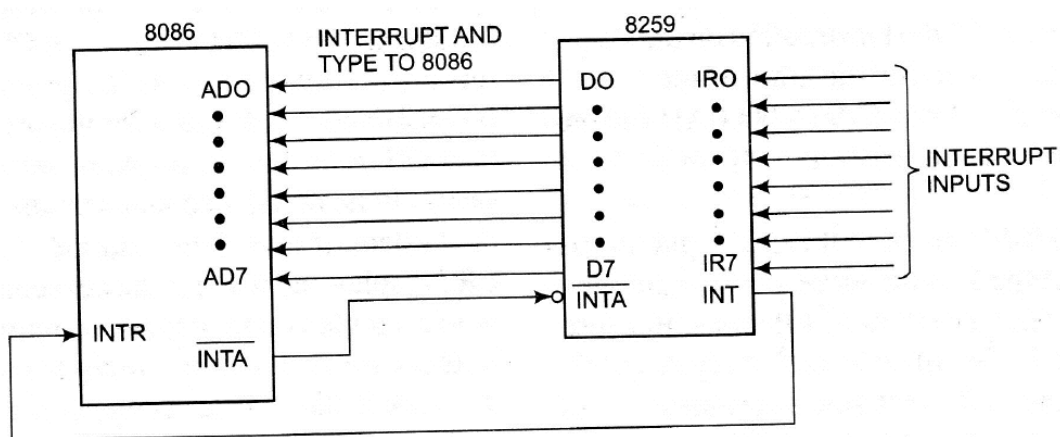 8086
INTERRUPT AND
TYPE TO 8086
8259
ADO
AD7
INTR
INTA
DO
D7
INTA
IRO
IR7
INT
INTERRUPT
INPUTS